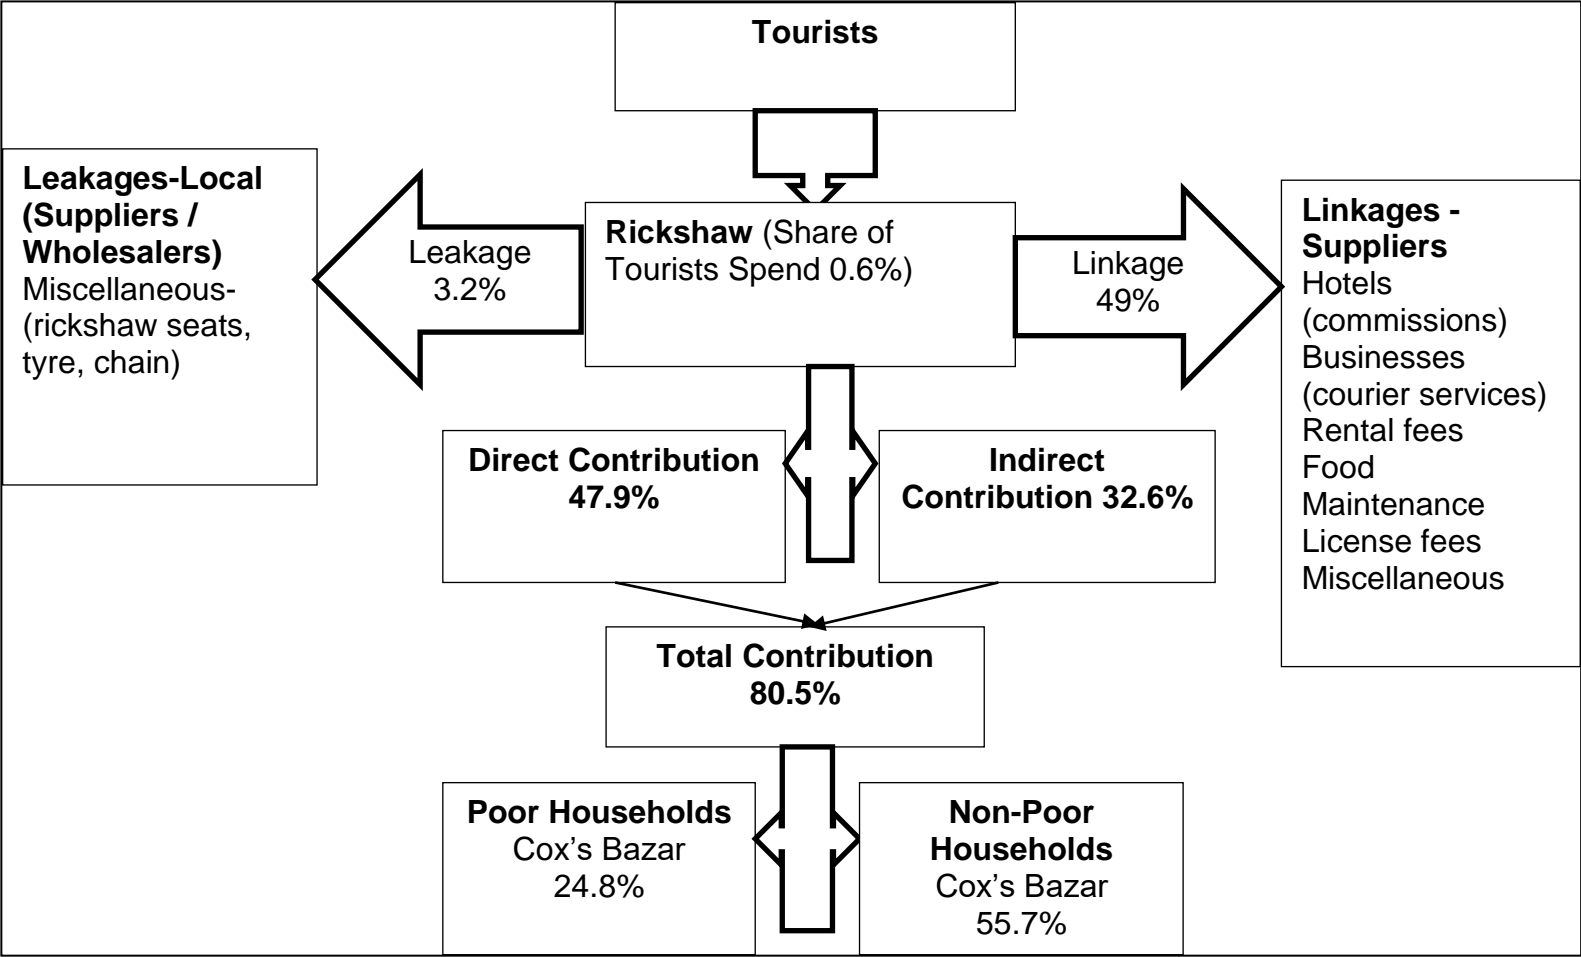 Tourists
Leakages-Local
(Suppliers /
Wholesalers)
Miscellaneous-
(rickshaw seats,
tyre, chain)
Leakage
3.2%
Rickshaw (Share of
Tourists Spend 0.6%)
Linkage
49%
Linkages -
Suppliers
Hotels
(commissions)
Businesses
(courier services)
Rental fees
Food
Maintenance
License fees
Miscellaneous
Direct Contribution
47.9%
Indirect
Contribution 32.6%
Total Contribution
80.5%
Poor Households
Cox’s Bazar
24.8%
Non-Poor
Households
Cox’s Bazar
55.7%